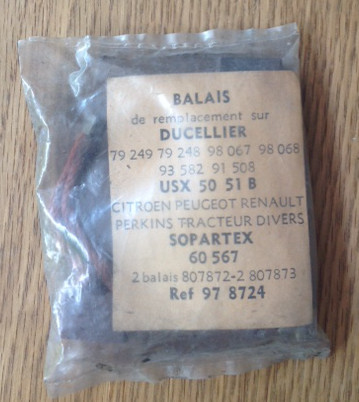 BALAIS
de remplacement sur
DUCELLIER
79 249 79 248 98 067 98 068
93 582 91 508
USX 50 51 B
CITROEN PEUGEOT RENAULT
PERKINS TRACTEUR DIVERS
SOPARTEX
60 567
2 balais 807872-2 807873
Ref 97 8724